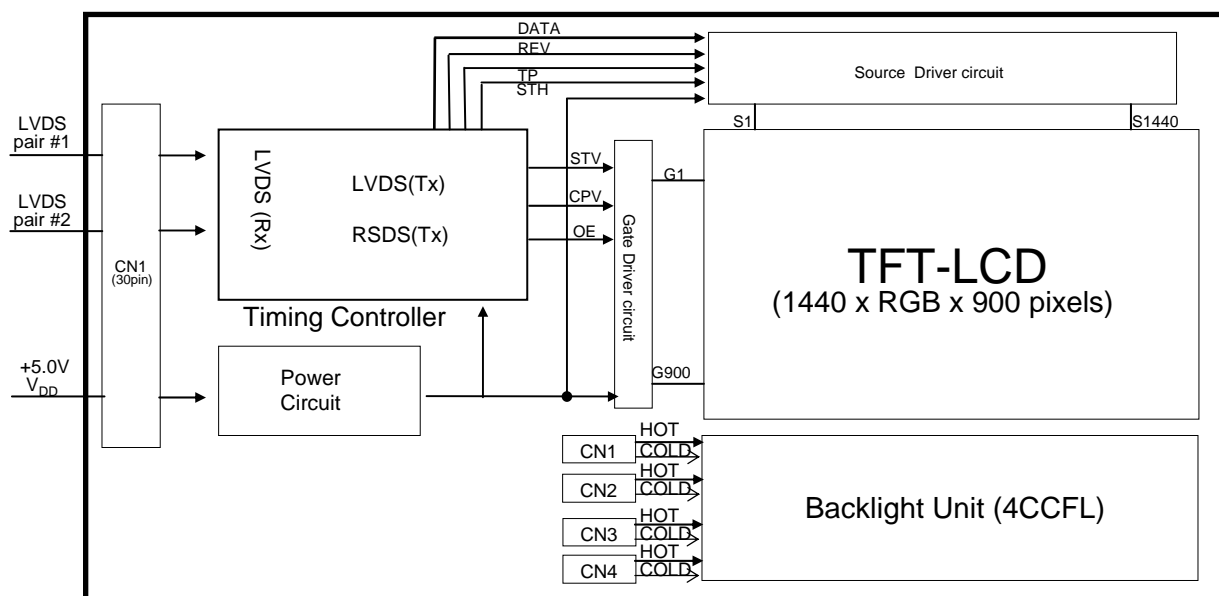 DATA
REV
TP
STH
Source Driver circuit
S1
S1440
LVDS
pair #1
LVDS
pair #2
CN1
(30pin)
+5.0V
VDD
LVDS (Rx)
LVDS(Tx)
RSDS(Tx)
Timing Controller
STV
CPV
OE
Gate Driver circuit
G1
G900
TFT-LCD
(1440 x RGB x 900 pixels)
Power
Circuit
CN1
HOT
COLD
CN2
HOT
COLD
CN3
HOT
COLD
CN4
HOT
COLD
Backlight Unit (4CCFL)